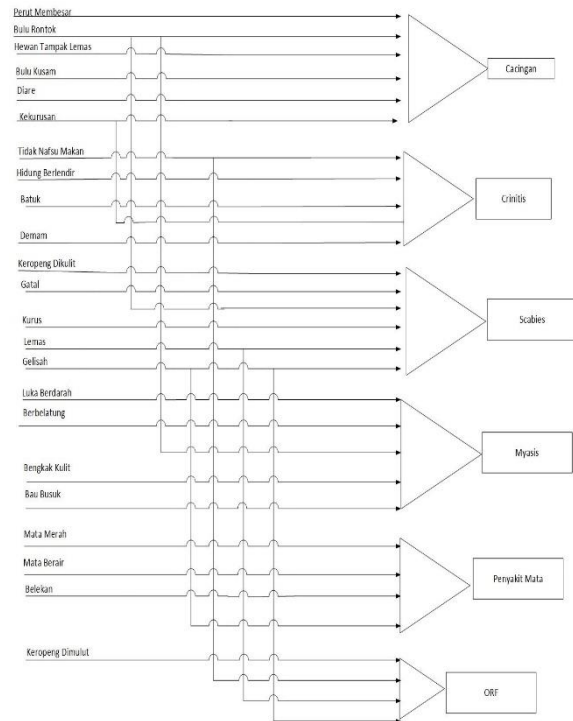 Perut Membesar
Bulu Rontok
Hewan Tampak Lemas
Bulu Kusam
Diare
Kekurusan
Cacingan
Tidak Nafsu Makan
Hidung Berlendir
Batuk
Demam
Crinitis
Keropeng Dikulit
Gatal
Kurus
Lemas
Gelisah
Scabies
Luka Berdarah
Berbelatung
Bengkak Kulit
Bau Busuk
Myasis
Mata Merah
Mata Berair
Belekan
Penyakit Mata
Keropeng Dimulut
ORF